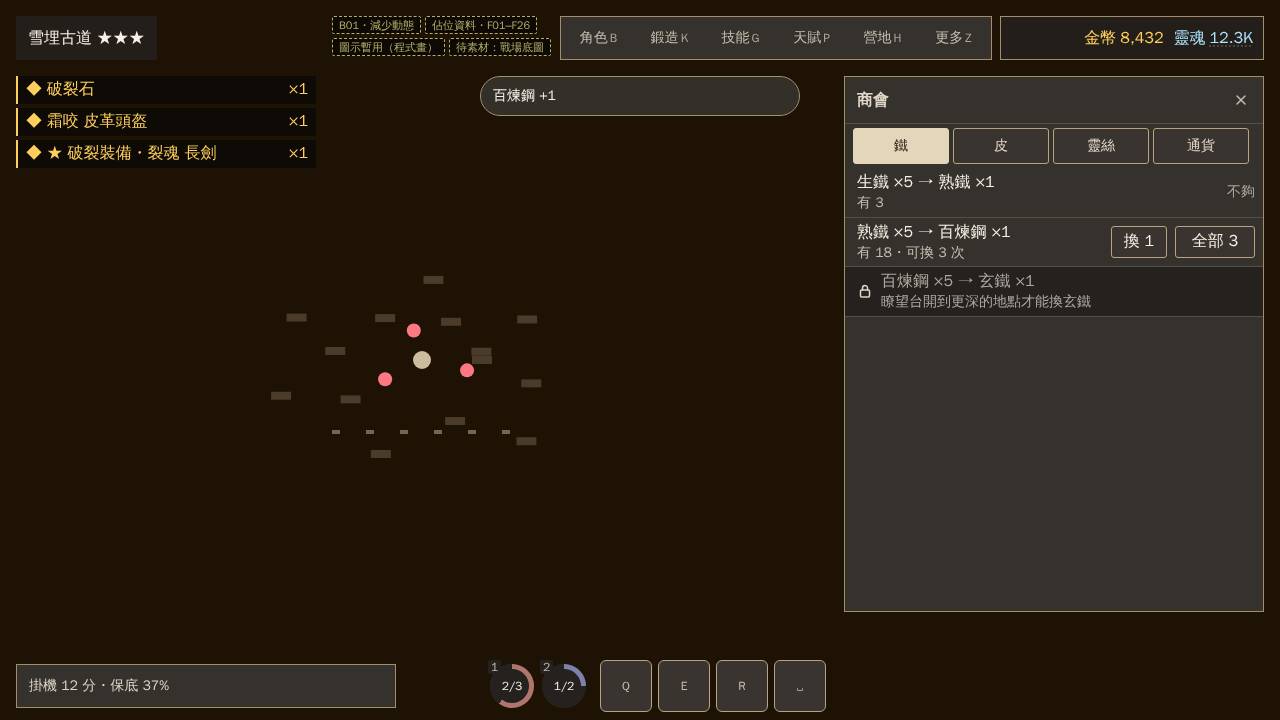 雪埋古道 ★★★
B01・減少動態 佔位資料・F01–F26
圖示暫用（程式畫） 待素材：戰場底圖
角色B 鍛造K 技能G 天賦P 營地H 更多Z
金幣 8,432 靈魂 12.3K
◆ 破裂石 ×1
◆ 霜咬 皮革頭盔 ×1
◆ ★ 破裂裝備・裂魂 長劍 ×1
百煉鋼 +1
商會 ×
鐵 皮 靈絲 通貨
生鐵 ×5 → 熟鐵 ×1
有 3
不夠
熟鐵 ×5 → 百煉鋼 ×1
有 18・可換 3 次
換 1 全部 3
百煉鋼 ×5 → 玄鐵 ×1
瞭望台開到更深的地點才能換玄鐵
掛機 12 分・保底 37%
1 2/3
2 1/2
Q E R ␣